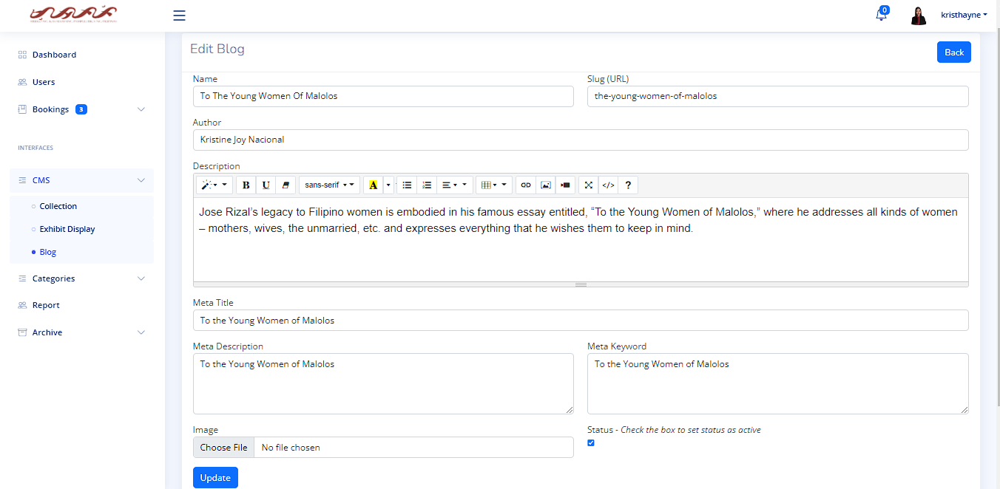 0
kristhayne
Dashboard
Users
Bookings 3
INTERFACES
CMS
Collection
Exhibit Display
Blog
Categories
Report
Archive
Edit Blog
Back
Name
To The Young Women Of Malolos
Slug (URL)
the-young-women-of-malolos
Author
Kristine Joy Nacional
Description
B U sans-serif A </> ?
Jose Rizal’s legacy to Filipino women is embodied in his famous essay entitled, “To the Young Women of Malolos,” where he addresses all kinds of women
– mothers, wives, the unmarried, etc. and expresses everything that he wishes them to keep in mind.
Meta Title
To the Young Women of Malolos
Meta Description
To the Young Women of Malolos
Meta Keyword
To the Young Women of Malolos
Image
Choose File No file chosen
Status - Check the box to set status as active
Update